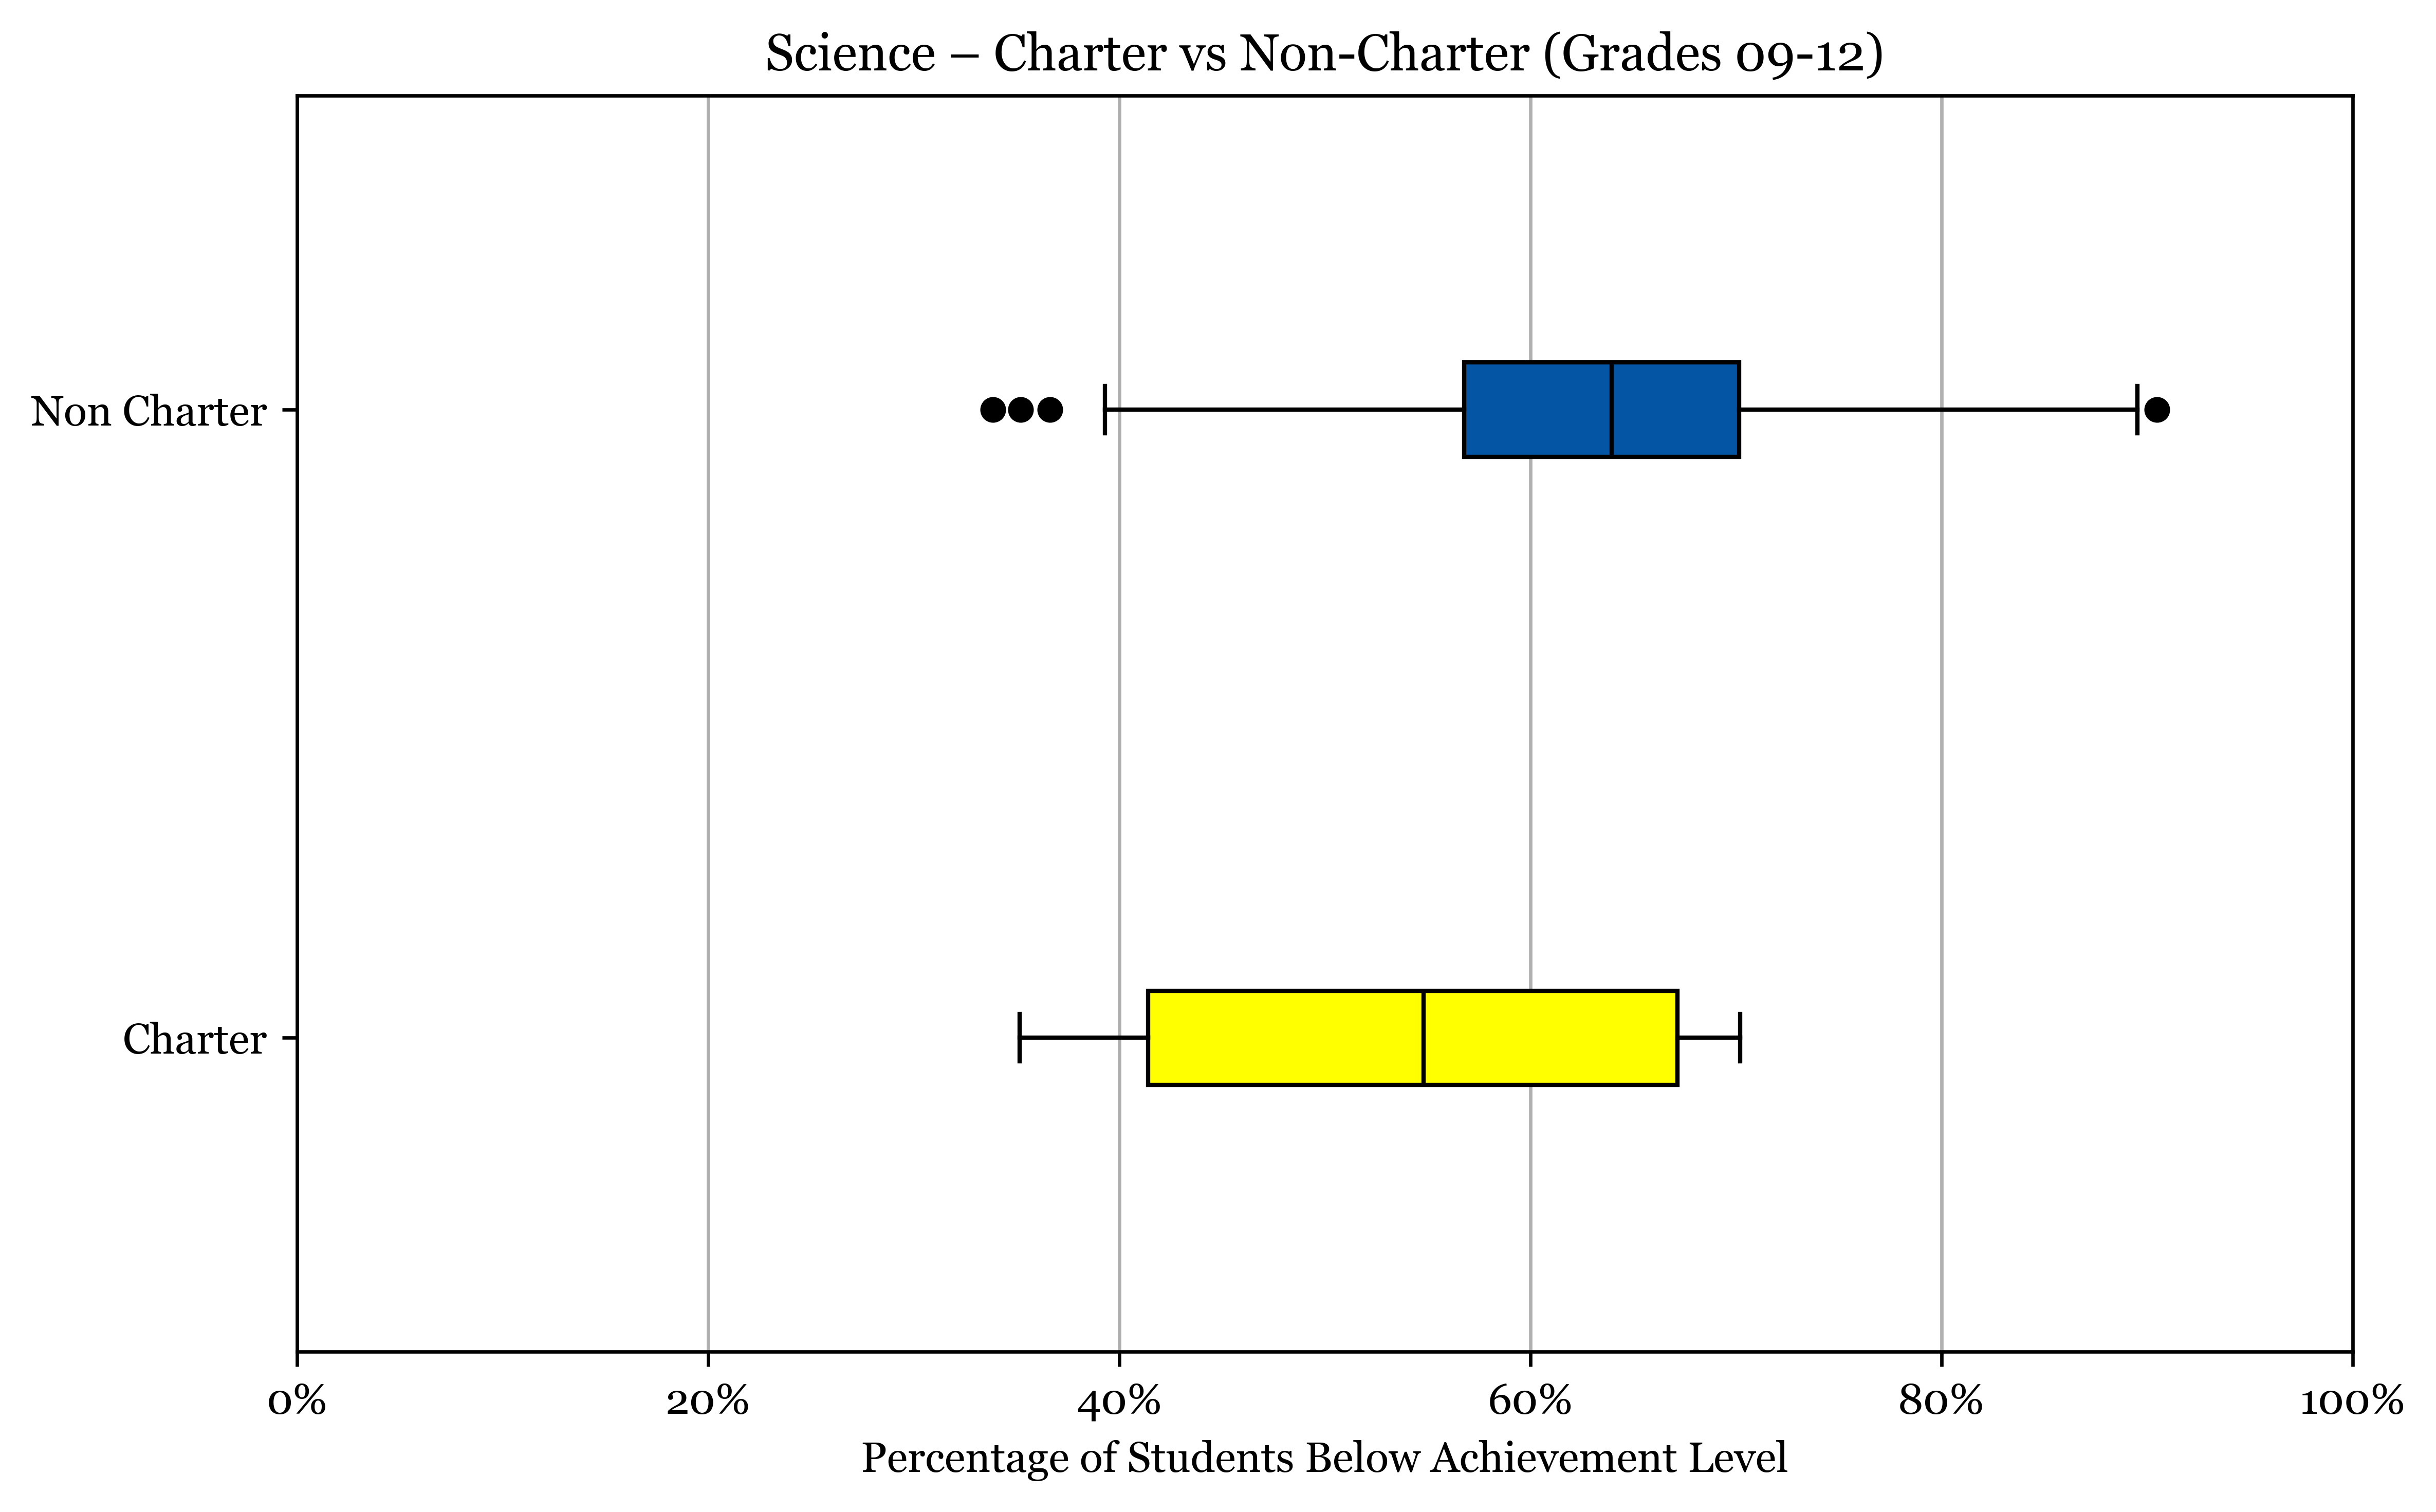 Science – Charter vs Non-Charter (Grades 09-12)
Non Charter
Charter
0%
20%
40%
60%
80%
100%
Percentage of Students Below Achievement Level